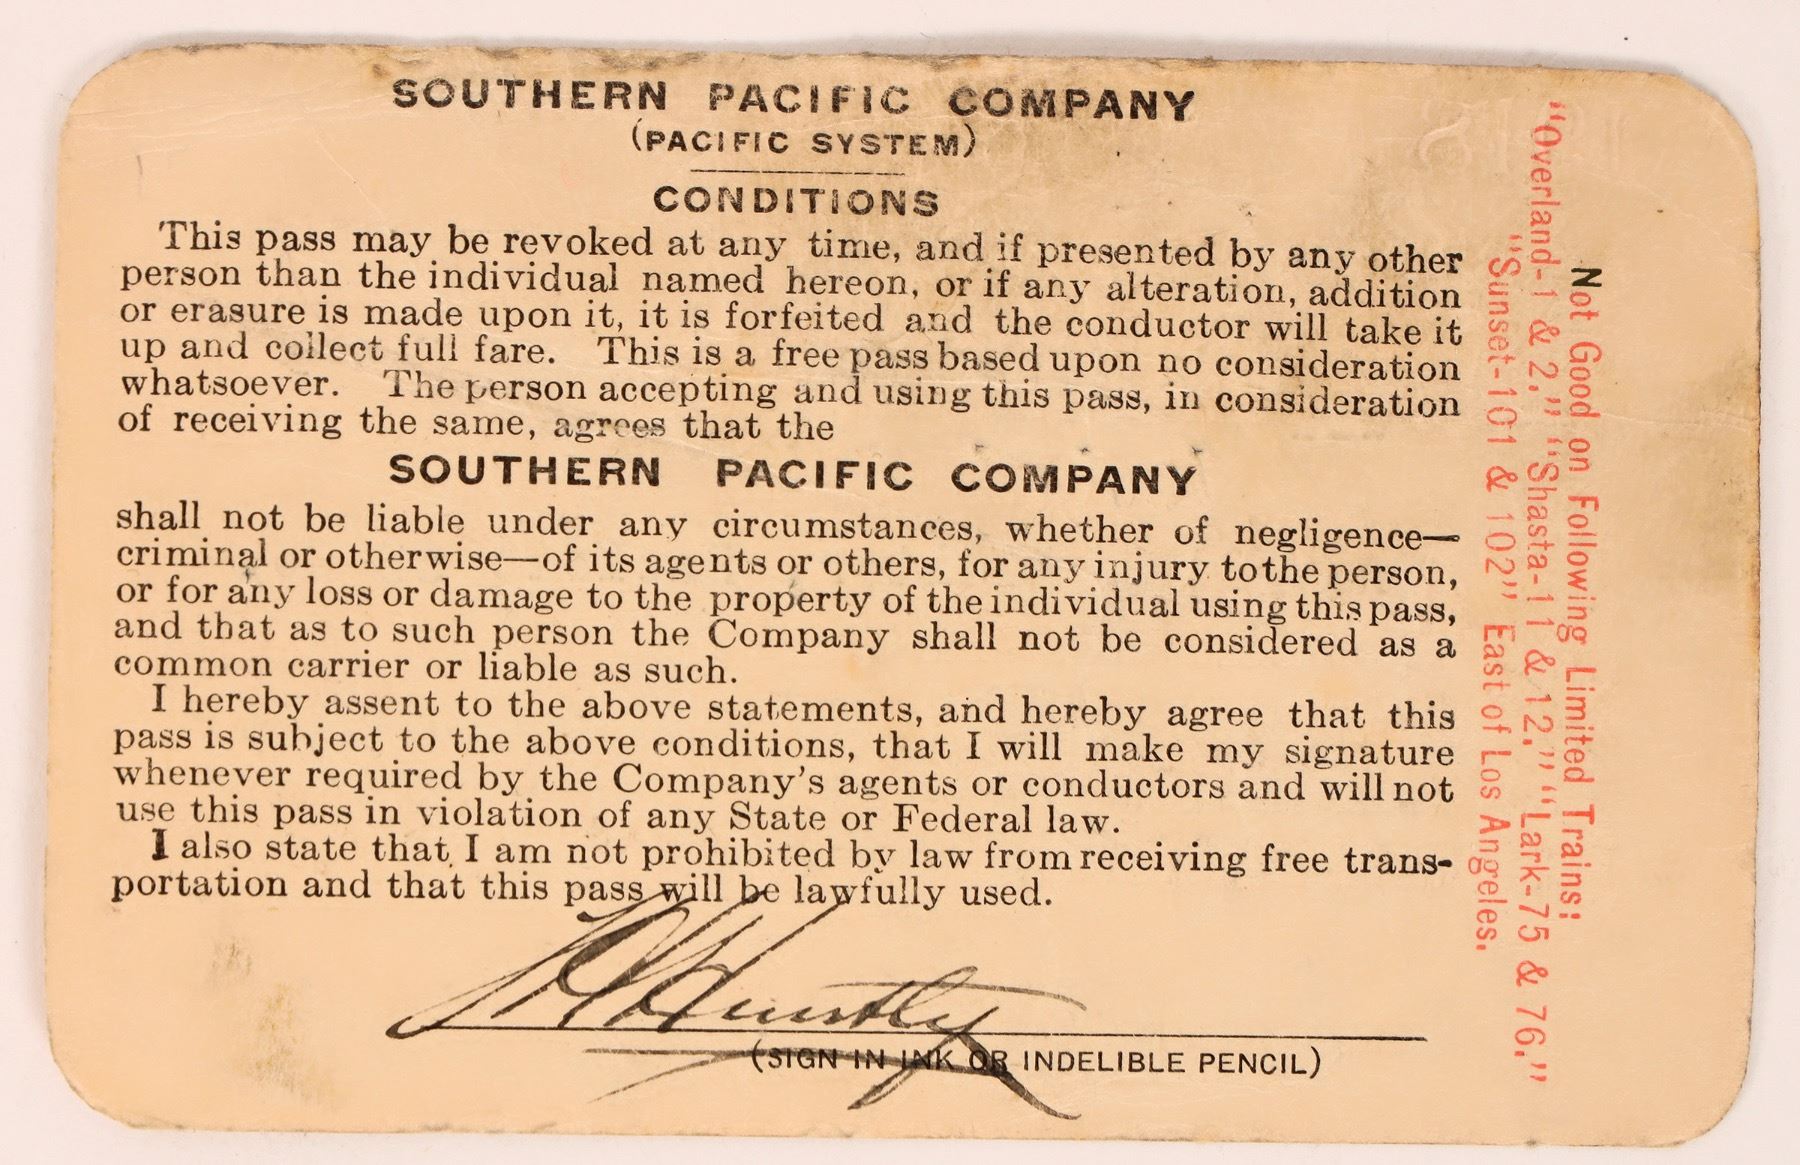 SOUTHERN PACIFIC COMPANY
(PACIFIC SYSTEM)
CONDITIONS
This pass may be revoked at any time, and if presented by any other
person than the individual named hereon, or if any alteration, addition
or erasure is made upon it, it is forfeited and the conductor will take it
up and collect full fare. This is a free pass based upon no consideration
whatsoever. The person accepting and using this pass, in consideration
of receiving the same, agrees that the
SOUTHERN PACIFIC COMPANY
shall not be liable under any circumstances, whether of negligence—
criminal or otherwise—of its agents or others, for any injury to the person,
or for any loss or damage to the property of the individual using this pass,
and that as to such person the Company shall not be considered as a
common carrier or liable as such.
I hereby assent to the above statements, and hereby agree that this
pass is subject to the above conditions, that I will make my signature
whenever required by the Company's agents or conductors and will not
use this pass in violation of any State or Federal law.
I also state that I am not prohibited by law from receiving free trans-
portation and that this pass will be lawfully used.
Huntley
(SIGN IN INK OR INDELIBLE PENCIL)
Not Good on Following Limited Trains:
"Overland-1 & 2," "Shasta-11 & 12," "Lark-75 & 76,"
"Sunset-101 & 102" East of Los Angeles.